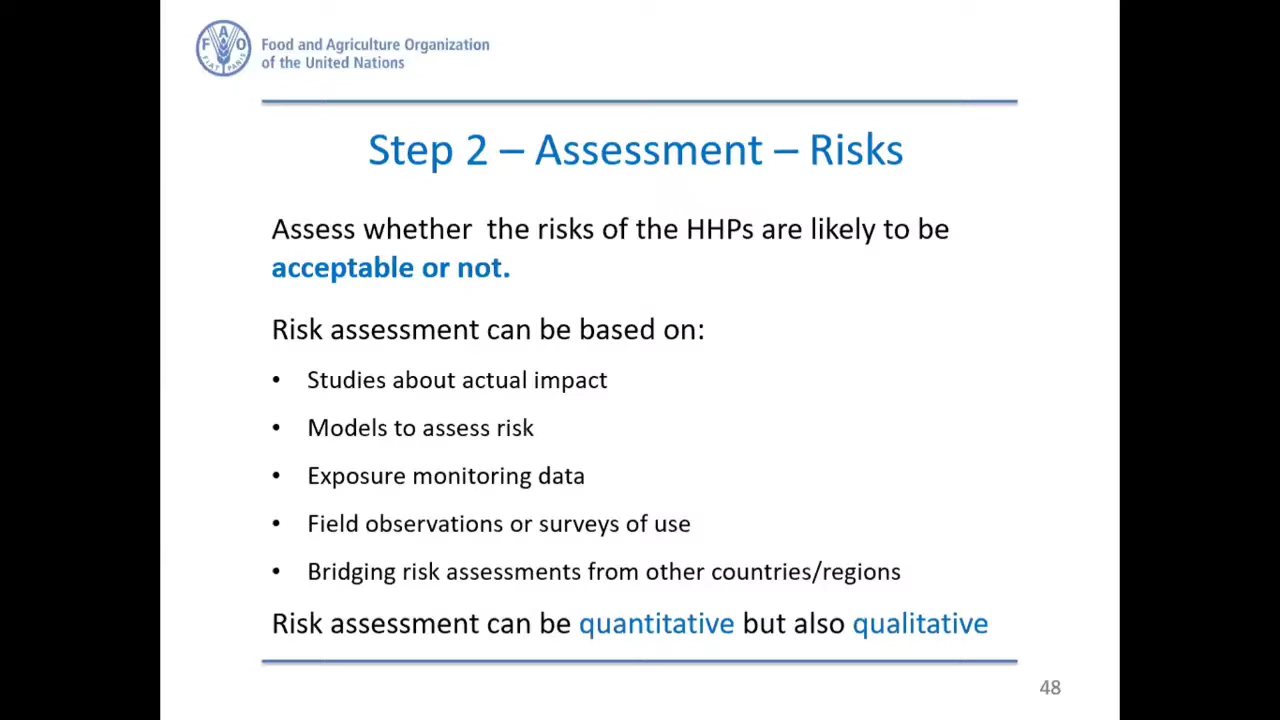 FAO
FIAT PANIS
Food and Agriculture Organization
of the United Nations
Step 2 – Assessment – Risks
Assess whether  the risks of the HHPs are likely to be
acceptable or not.
Risk assessment can be based on:
• Studies about actual impact
• Models to assess risk
• Exposure monitoring data
• Field observations or surveys of use
• Bridging risk assessments from other countries/regions
Risk assessment can be quantitative but also qualitative
48